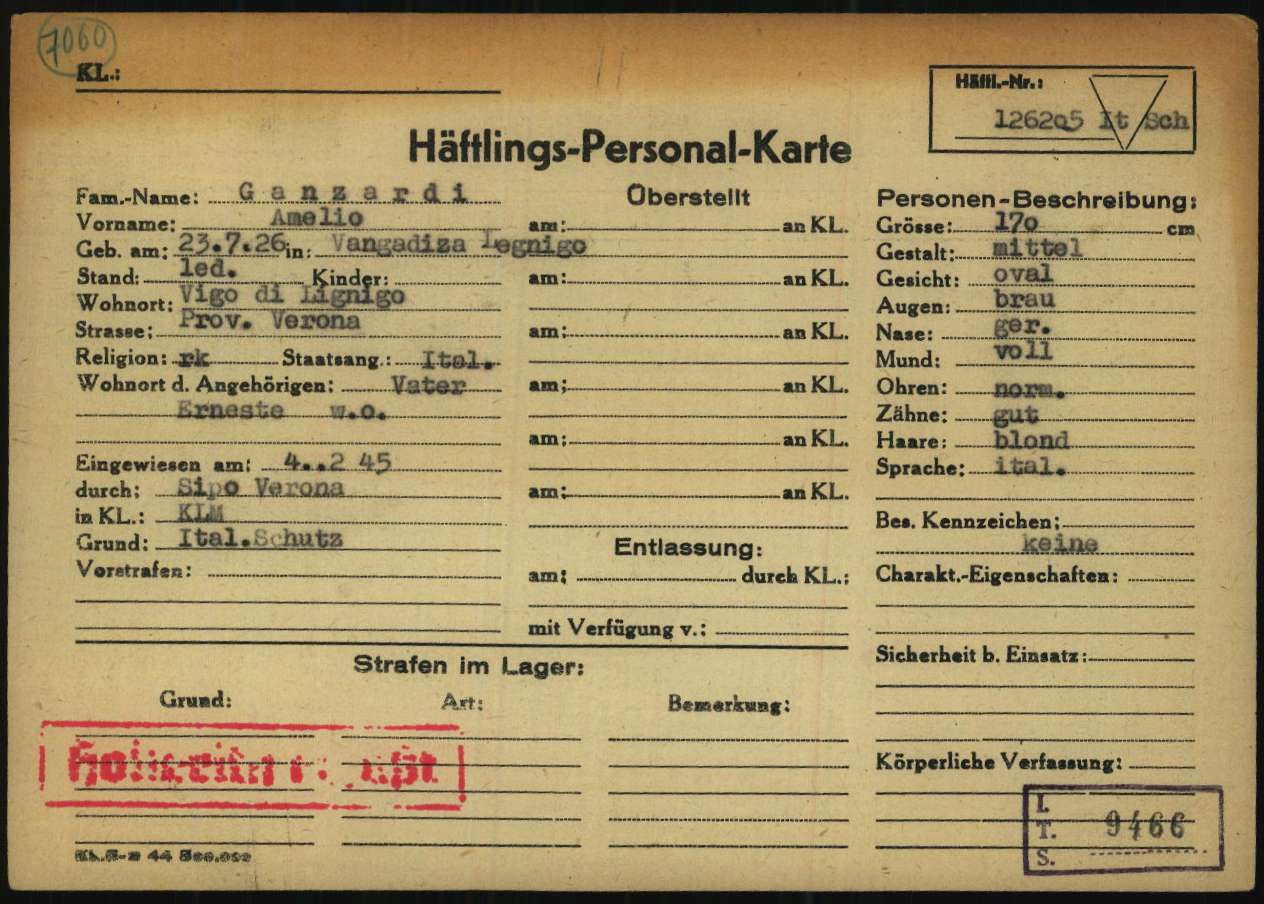 7060
KL.:
Häftl.-Nr.:
126205 It Sch
Häftlings-Personal-Karte
Fam.-Name: Ganzardi
Vorname: Amelio
Geb. am: 23.7.26 in: Vangadiza Legnigo
Stand: led. Kinder:
Wohnort: Vigo di Lignigo
Strasse: Prov. Verona
Religion: rk Staatsang.: Ital.
Wohnort d. Angehörigen: Vater
Erneste w.o.
Eingewiesen am: 4..2 45
durch: Sipo Verona
in KL.: KLM
Grund: Ital.Schutz
Vorstrafen:
Überstellt
am: an KL.
am: an KL.
am: an KL.
am: an KL.
am: an KL.
am: an KL.
Entlassung:
am: durch KL.:
mit Verfügung v.:
Personen-Beschreibung:
Grösse: 170 cm
Gestalt: mittel
Gesicht: oval
Augen: brau
Nase: ger.
Mund: voll
Ohren: norm.
Zähne: gut
Haare: blond
Sprache: ital.
Bes. Kennzeichen:
keine
Charakt.-Eigenschaften:
Sicherheit b. Einsatz:
Körperliche Verfassung:
Strafen im Lager:
Grund: Art: Bemerkung:
I.
T. 9466
S.